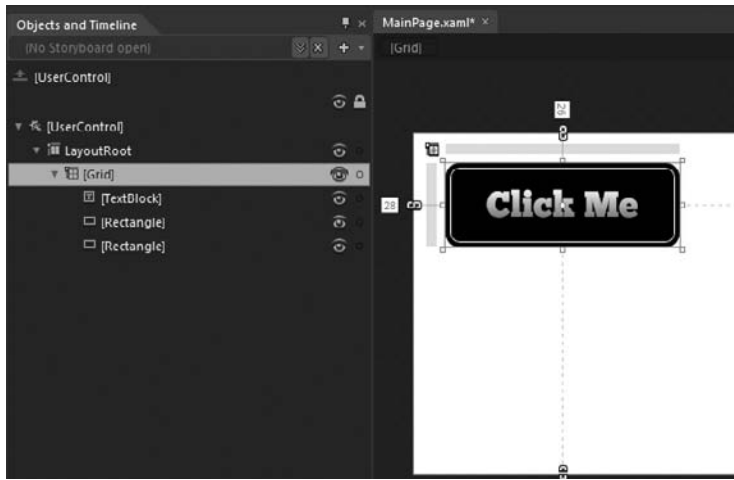 Objects and Timeline
MainPage.xaml* ×
(No Storyboard open)
[Grid]
[UserControl]
[UserControl]
LayoutRoot
[Grid]
[TextBlock]
[Rectangle]
[Rectangle]
26
28
Click Me